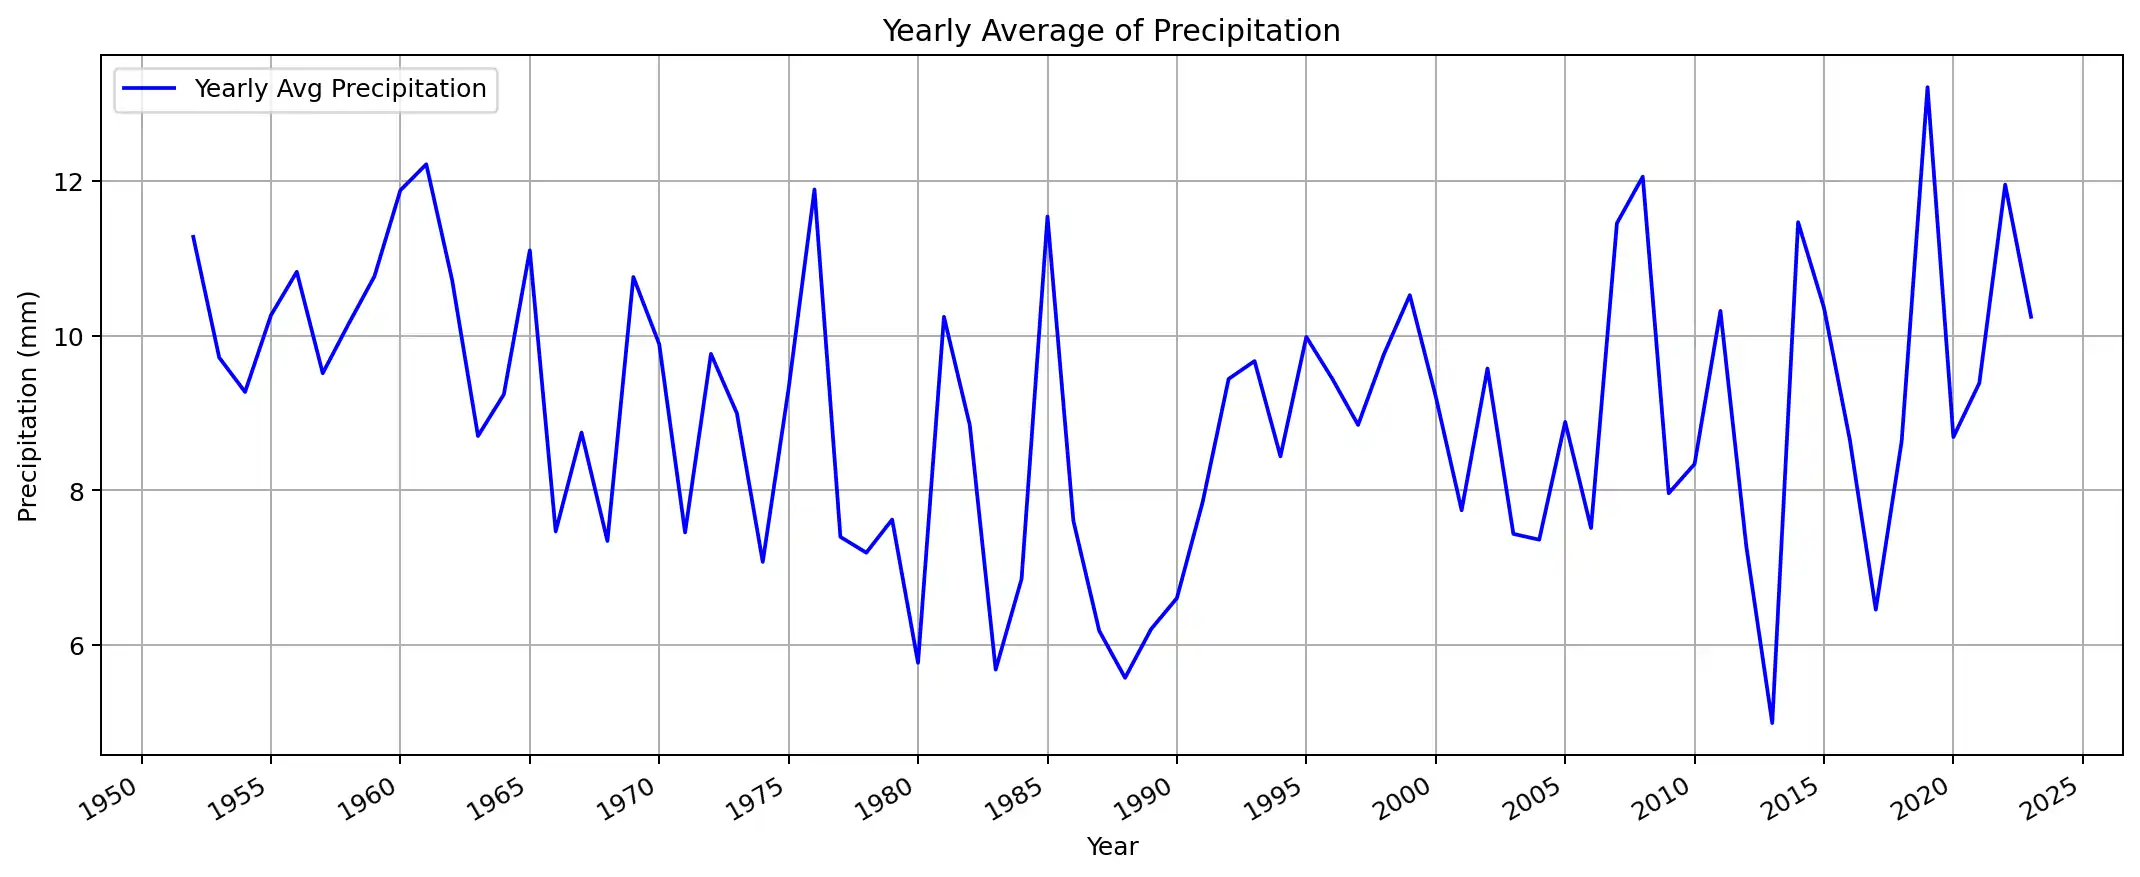 Yearly Average of Precipitation
Yearly Avg Precipitation
Precipitation (mm)
12
10
8
6
1950 1955 1960 1965 1970 1975 1980 1985 1990 1995 2000 2005 2010 2015 2020 2025
Year